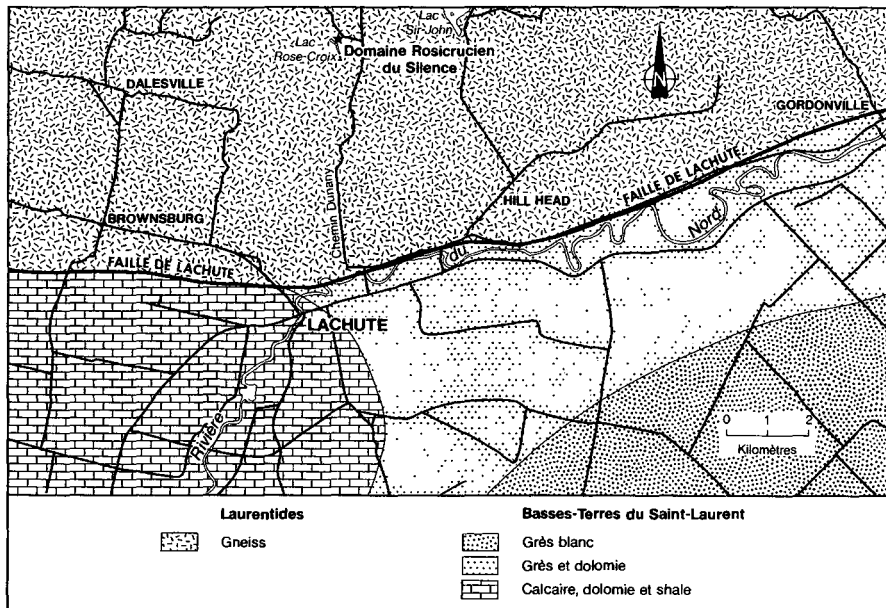 Lac
Sir-John
Lac
Rose-Croix
Domaine Rosicrucien
du Silence
N
DALESVILLE
GORDONVILLE
Chemin Dunany
FAILLE DE LACHUTE
HILL HEAD
Nord
BROWNSBURG
du
FAILLE DE LACHUTE
LACHUTE
Rivière
0 1 2
Kilomètres
Laurentides
Gneiss
Basses-Terres du Saint-Laurent
Grès blanc
Grès et dolomie
Calcaire, dolomie et shale